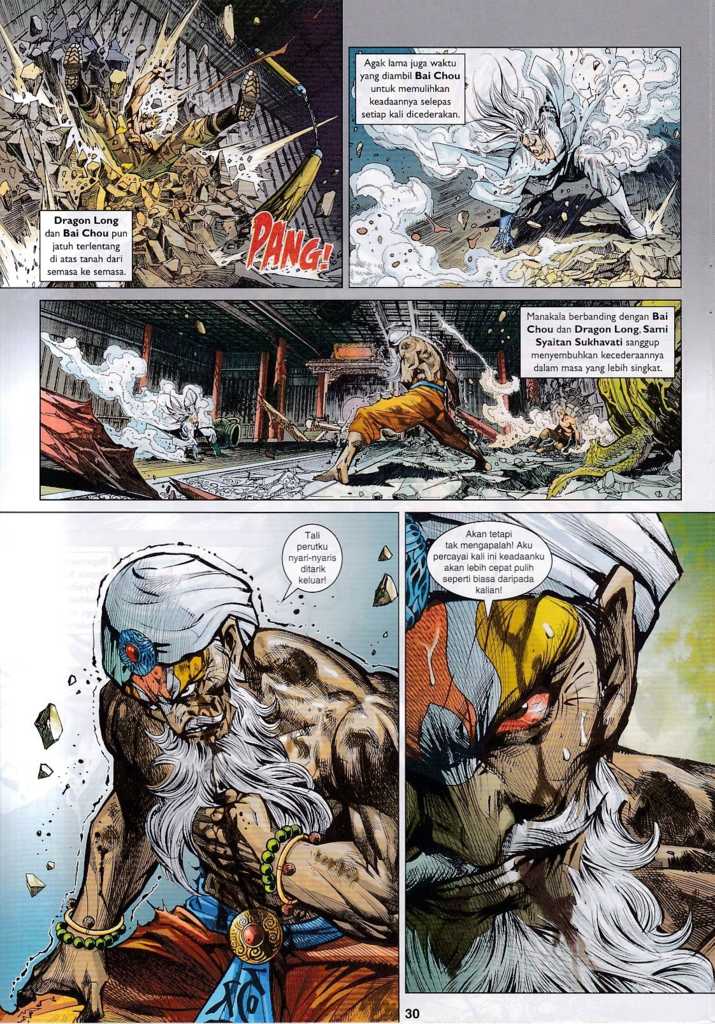 Dragon Long
dan Bai Chou pun
jatuh terlentang
di atas tanah dari
semasa ke semasa.
PANG!
Agak lama juga waktu
yang diambil Bai Chou
untuk memulihkan
keadaannya selepas
setiap kali dicederakan.
Manakala berbanding dengan Bai
Chou dan Dragon Long, Sami
Syaitan Sukhavati sanggup
menyembuhkan kecederaannya
dalam masa yang lebih singkat.
Tali
perutku
nyari-nyaris
ditarik
keluar!
Akan tetapi
tak mengapalah! Aku
percayai kali ini keadaanku
akan lebih cepat pulih
seperti biasa daripada
kalian!
30